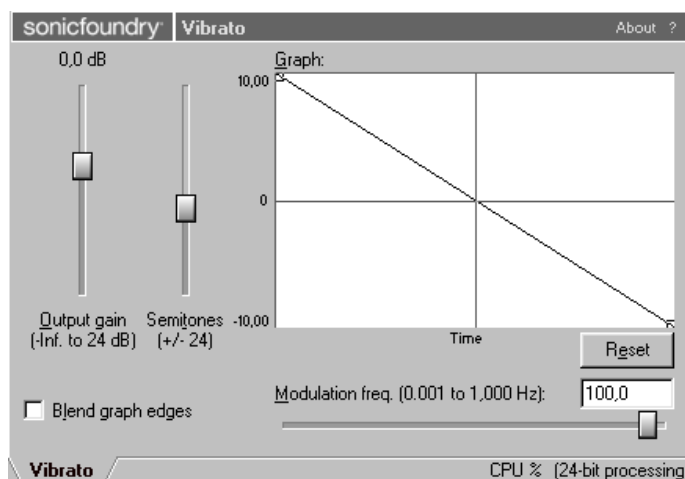 sonicfoundry Vibrato About ?
0,0 dB Graph:
10,00
0
-10,00
Time
Output gain Semitones
(-Inf. to 24 dB) (+/- 24)
Reset
Modulation freq. (0.001 to 1,000 Hz): 100,0
Blend graph edges
Vibrato CPU % (24-bit processing